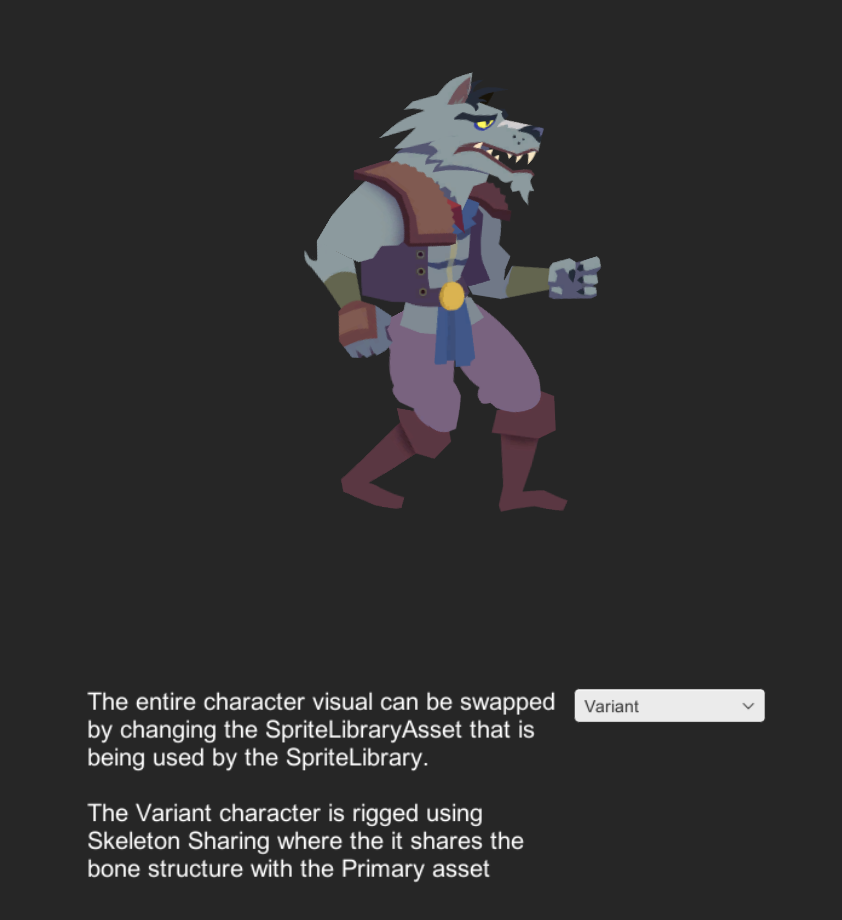 The entire character visual can be swapped
by changing the SpriteLibraryAsset that is
being used by the SpriteLibrary.
Variant
The Variant character is rigged using
Skeleton Sharing where the it shares the
bone structure with the Primary asset